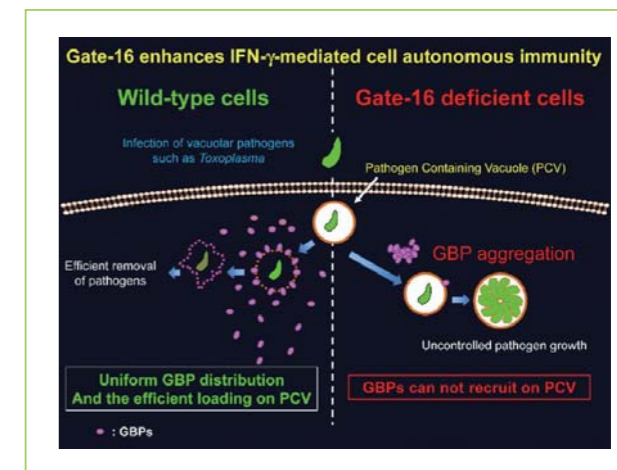 Gate-16 enhances IFN-γ-mediated cell autonomous immunity
Wild-type cells
Gate-16 deficient cells
Infection of vacuolar pathogens
such as Toxoplasma
Pathogen Containing Vacuole (PCV)
GBP aggregation
Efficient removal
of pathogens
Uncontrolled pathogen growth
Uniform GBP distribution
And the efficient loading on PCV
GBPs can not recruit on PCV
: GBPs